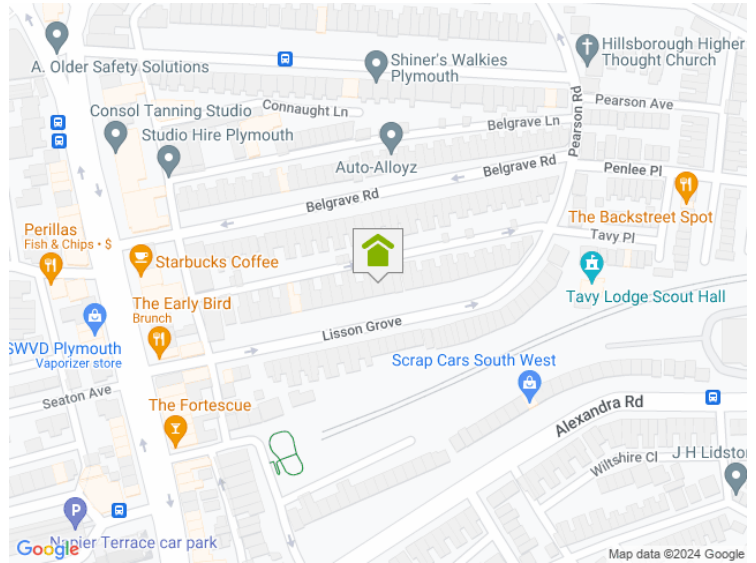 A. Older Safety Solutions
Shiner's Walkies
Plymouth
Hillsborough Higher
Thought Church
Consol Tanning Studio
Connaught Ln
Pearson Ave
Studio Hire Plymouth
Belgrave Ln
Pearson Rd
Auto-Alloyz
Belgrave Rd
Penlee Pl
Belgrave Rd
The Backstreet Spot
Perillas
Fish & Chips • $
Tavy Pl
Starbucks Coffee
Tavy Lodge Scout Hall
The Early Bird
Brunch
Lisson Grove
SWVD Plymouth
Vaporizer store
Scrap Cars South West
Seaton Ave
The Fortescue
Alexandra Rd
Wiltshire Cl
J H Lidston
P
Napier Terrace car park
Google
Map data ©2024 Google